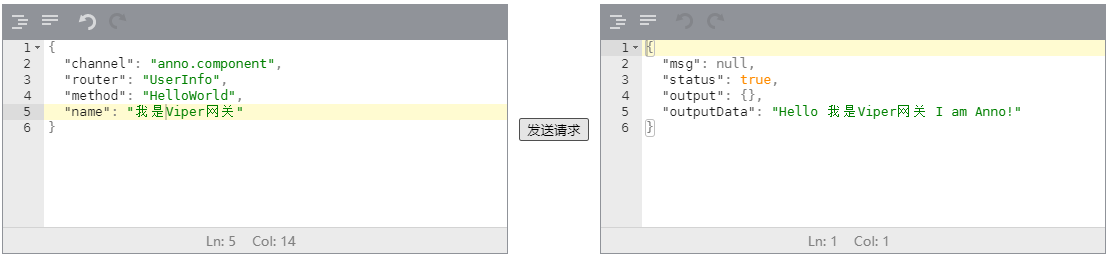 1 {
2 "channel": "anno.component",
3 "router": "UserInfo",
4 "method": "HelloWorld",
5 "name": "我是Viper网关"
6 }
Ln: 5 Col: 14
发送请求
1 {
2 "msg": null,
3 "status": true,
4 "output": {},
5 "outputData": "Hello 我是Viper网关 I am Anno!"
6 }
Ln: 1 Col: 1